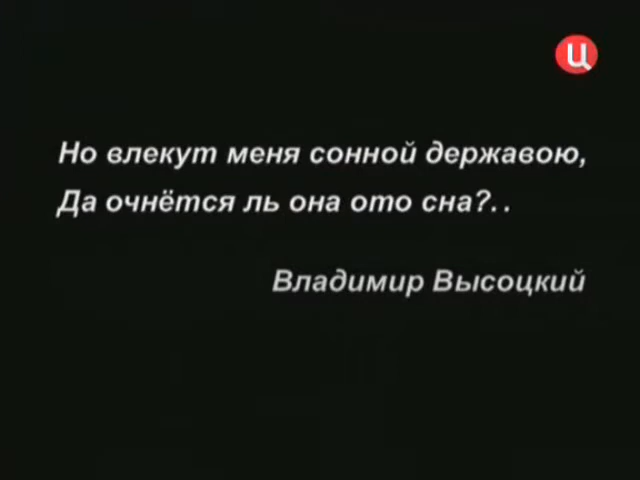 Ц
Но влекут меня сонной державою,
Да очнётся ль она ото сна?..
Владимир Высоцкий